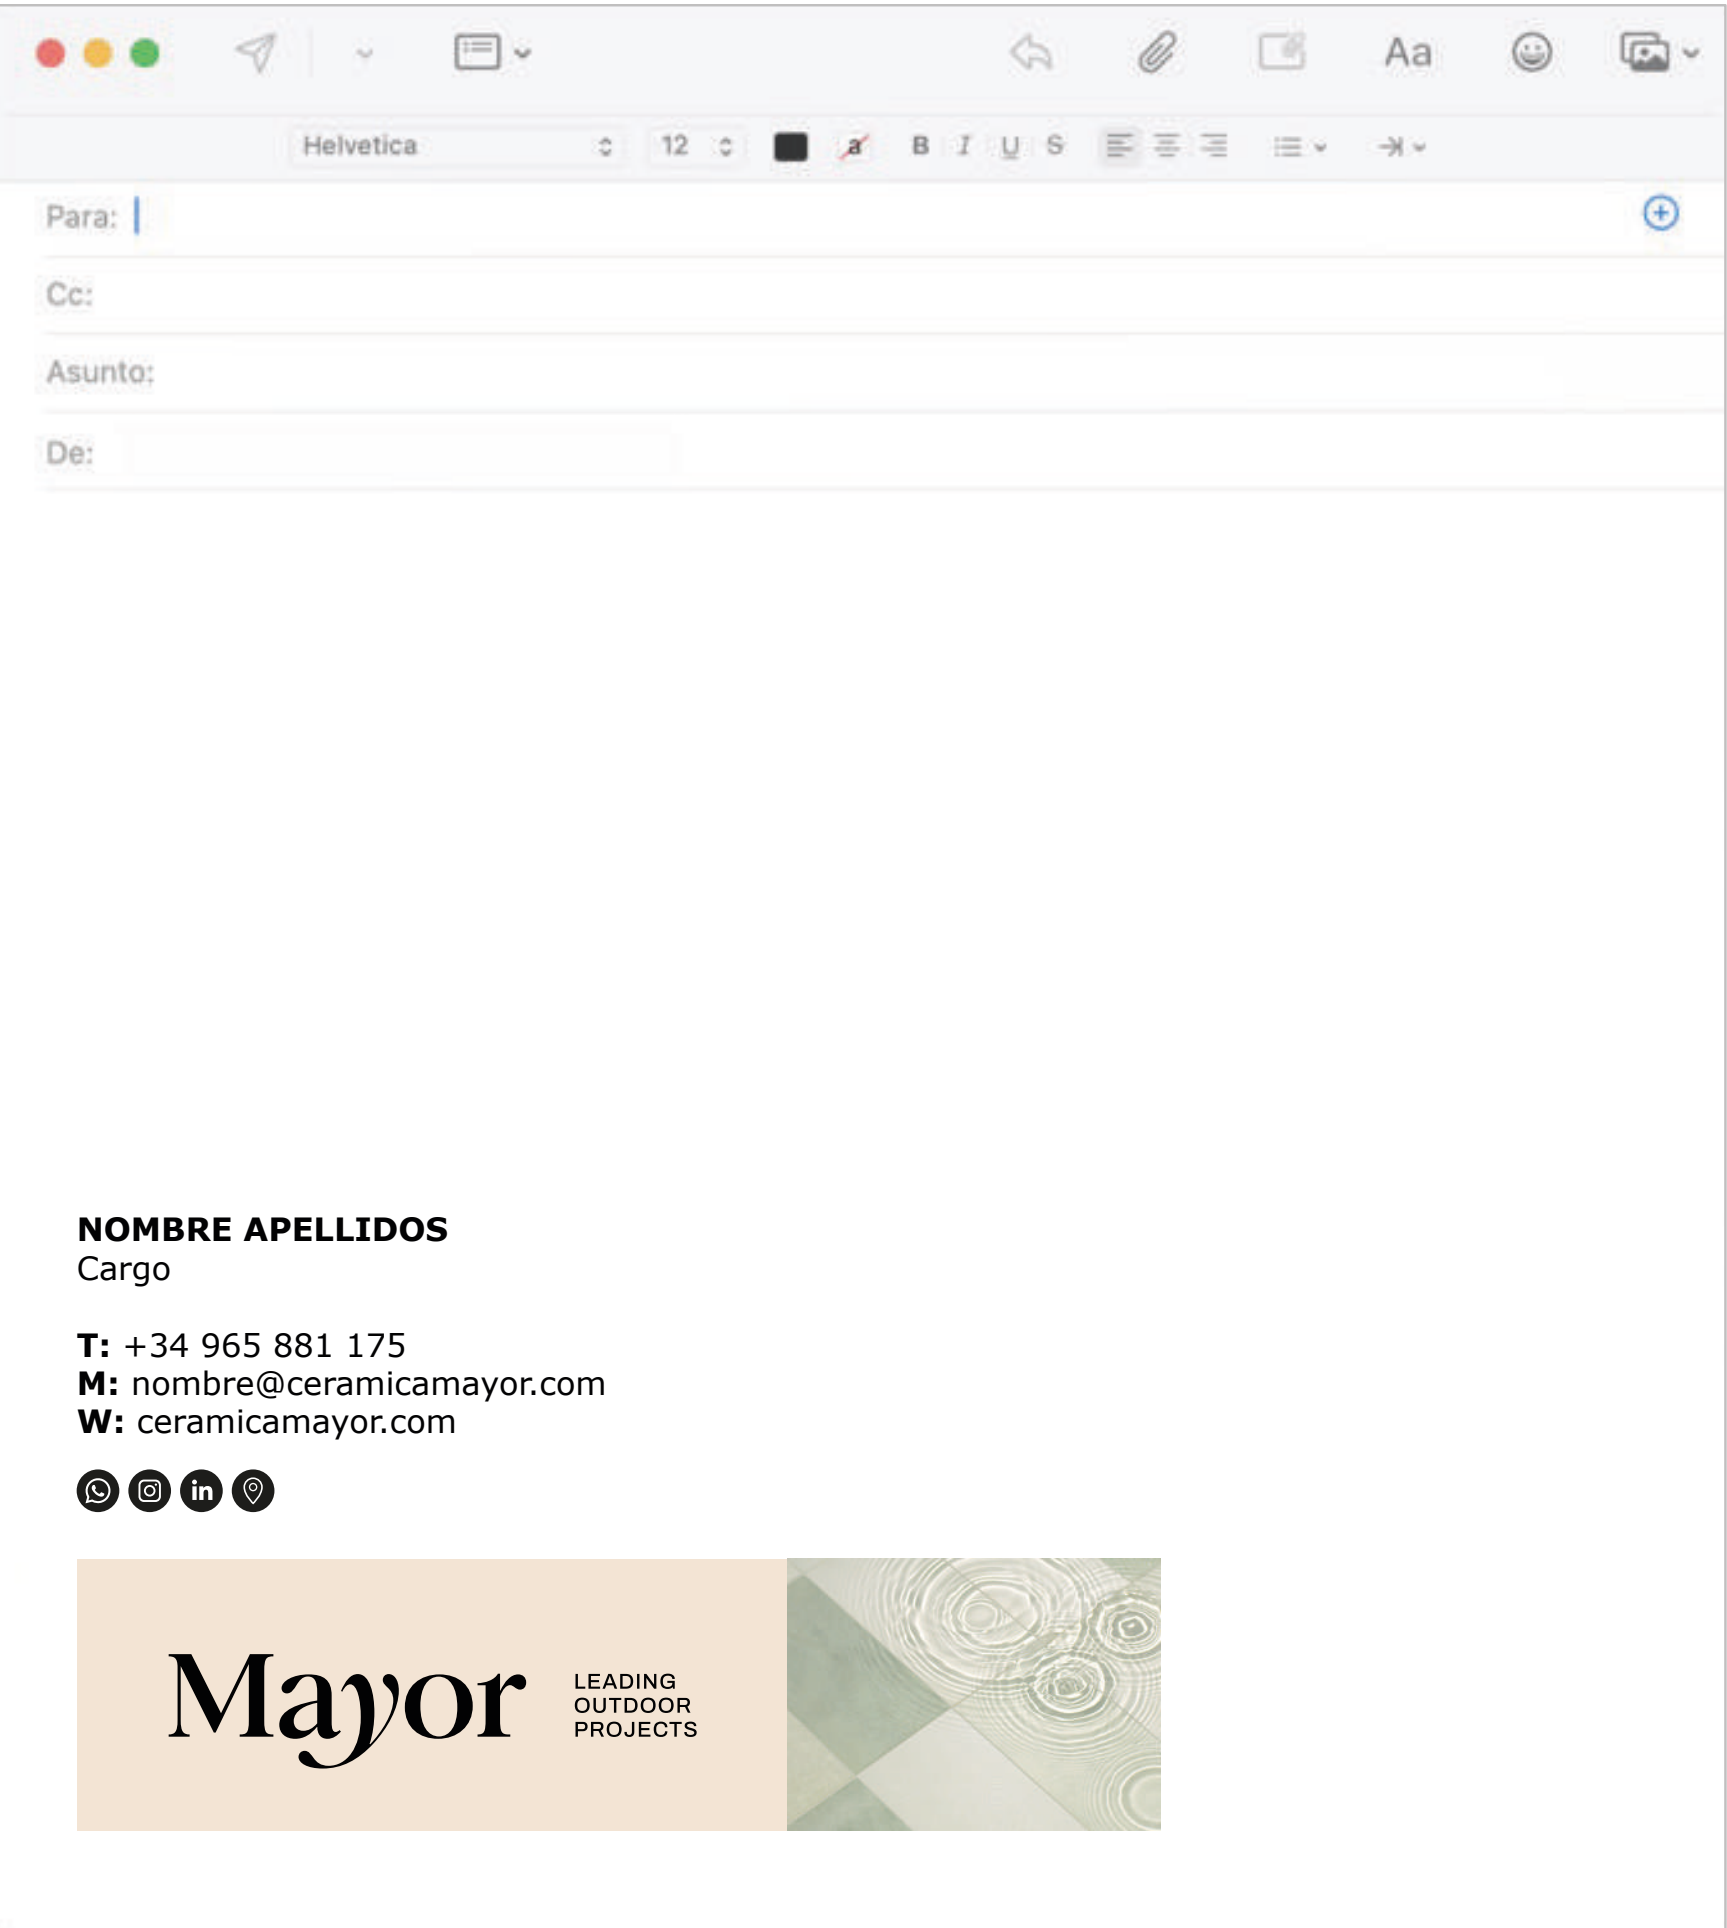 Aa
Helvetica 12 a B I U S
Para:
Cc:
Asunto:
De:
NOMBRE APELLIDOS
Cargo
T: +34 965 881 175
M: nombre@ceramicamayor.com
W: ceramicamayor.com
in
Mayor
LEADING
OUTDOOR
PROJECTS